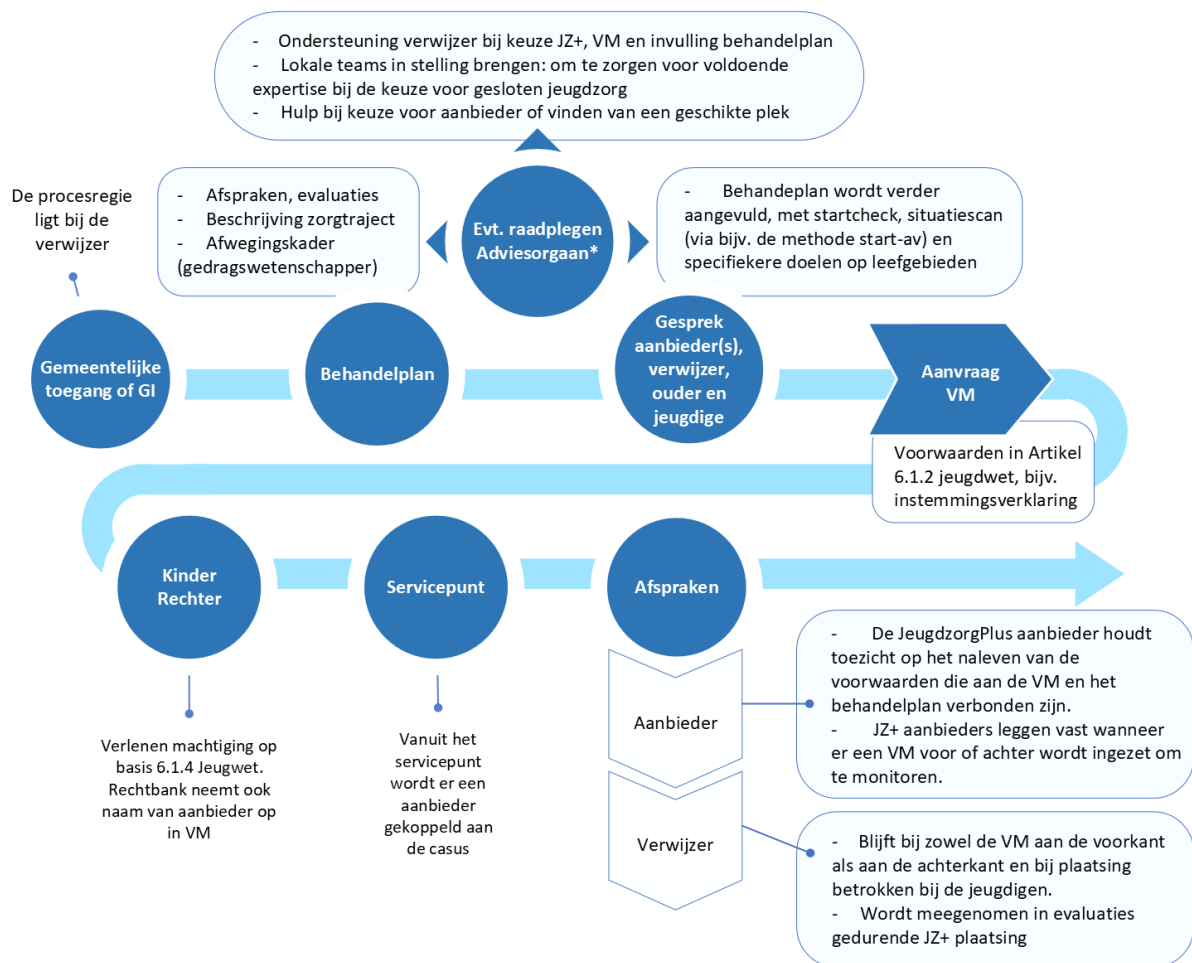 - Ondersteuning verwijzer bij keuze JZ+, VM en invulling behandelplan
- Lokale teams in stelling brengen: om te zorgen voor voldoende
expertise bij de keuze voor gesloten jeugdzorg
- Hulp bij keuze voor aanbieder of vinden van een geschikte plek
De procesregie
ligt bij de
verwijzer
- Afspraken, evaluaties
- Beschrijving zorgtraject
- Afwegingskader
(gedragswetenschapper)
Evt. raadplegen
Adviesorgaan*
- Behandeplan wordt verder
aangevuld, met startcheck, situatiescan
(via bijv. de methode start-av) en
specifiekere doelen op leefgebieden
Gemeentelijke
toegang of GI
Behandelplan
Gesprek
aanbieder(s),
verwijzer,
ouder en
jeugdige
Aanvraag
VM
Voorwaarden in Artikel
6.1.2 jeugdwet, bijv.
instemmingsverklaring
Kinder
Rechter
Servicepunt
Afspraken
Verlenen machtiging op
basis 6.1.4 Jeugwet.
Rechtbank neemt ook
naam van aanbieder op
in VM
Vanuit het
servicepunt
wordt er een
aanbieder
gekoppeld aan
de casus
Aanbieder
- De JeugdzorgPlus aanbieder houdt
toezicht op het naleven van de
voorwaarden die aan de VM en het
behandelplan verbonden zijn.
- JZ+ aanbieders leggen vast wanneer
er een VM voor of achter wordt ingezet om
te monitoren.
Verwijzer
- Blijft bij zowel de VM aan de voorkant
als aan de achterkant en bij plaatsing
betrokken bij de jeugdigen.
- Wordt meegenomen in evaluaties
gedurende JZ+ plaatsing